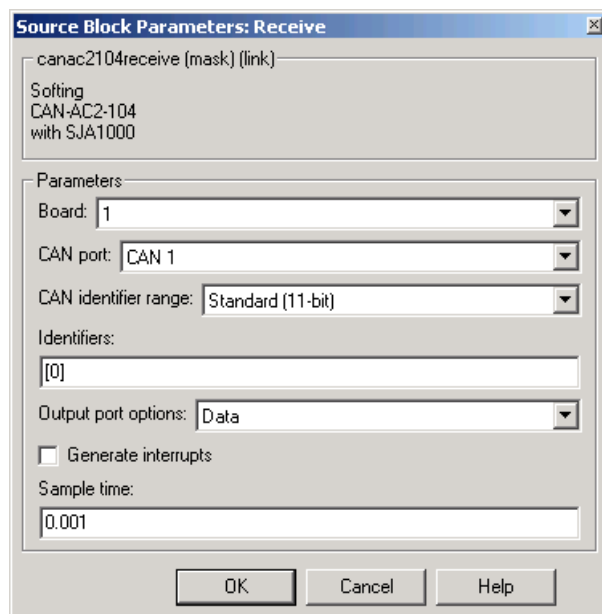 Source Block Parameters: Receive
canac2104receive (mask) (link)
Softing
CAN-AC2-104
with SJA1000
Parameters
Board: 1
CAN port: CAN 1
CAN identifier range: Standard (11-bit)
Identifiers:
[0]
Output port options: Data
Generate interrupts
Sample time:
0.001
OK Cancel Help